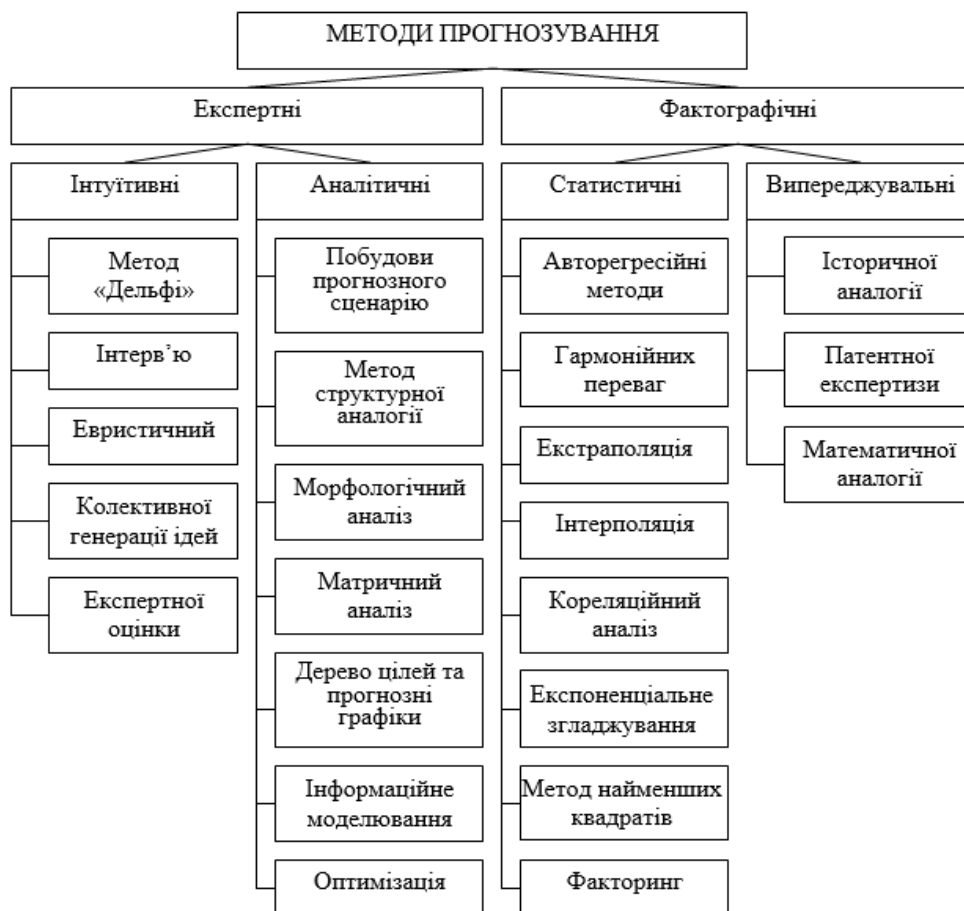 МЕТОДИ ПРОГНОЗУВАННЯ
Експертні
Фактографічні
Інтуїтивні
Аналітичні
Статистичні
Випереджувальні
Метод
«Дельфі»
Інтерв’ю
Евристичний
Колективної
генерації ідей
Експертної
оцінки
Побудови
прогнозного
сценарію
Метод
структурної
аналогії
Морфологічний
аналіз
Матричний
аналіз
Дерево цілей та
прогнозні
графіки
Інформаційне
моделювання
Оптимізація
Авторегресійні
методи
Гармонійних
переваг
Екстраполяція
Інтерполяція
Кореляційний
аналіз
Експоненціальне
згладжування
Метод найменших
квадратів
Факторинг
Історичної
аналогії
Патентної
експертизи
Математичної
аналогії